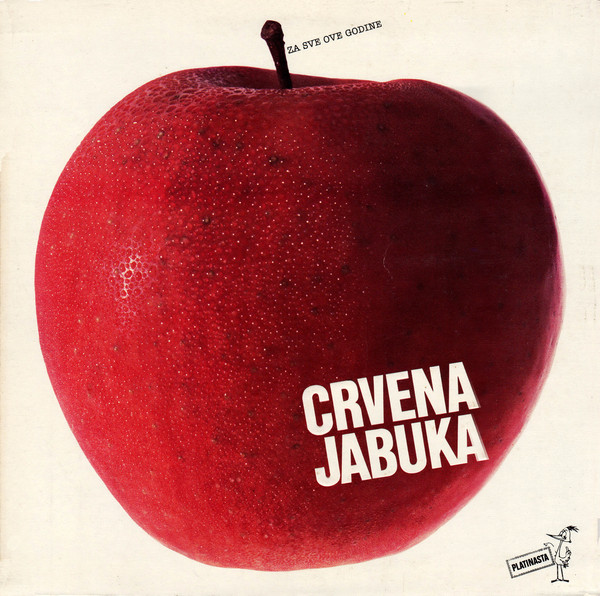 ZA SVE OVE GODINE
CRVENA
JABUKA
PLATINASTA